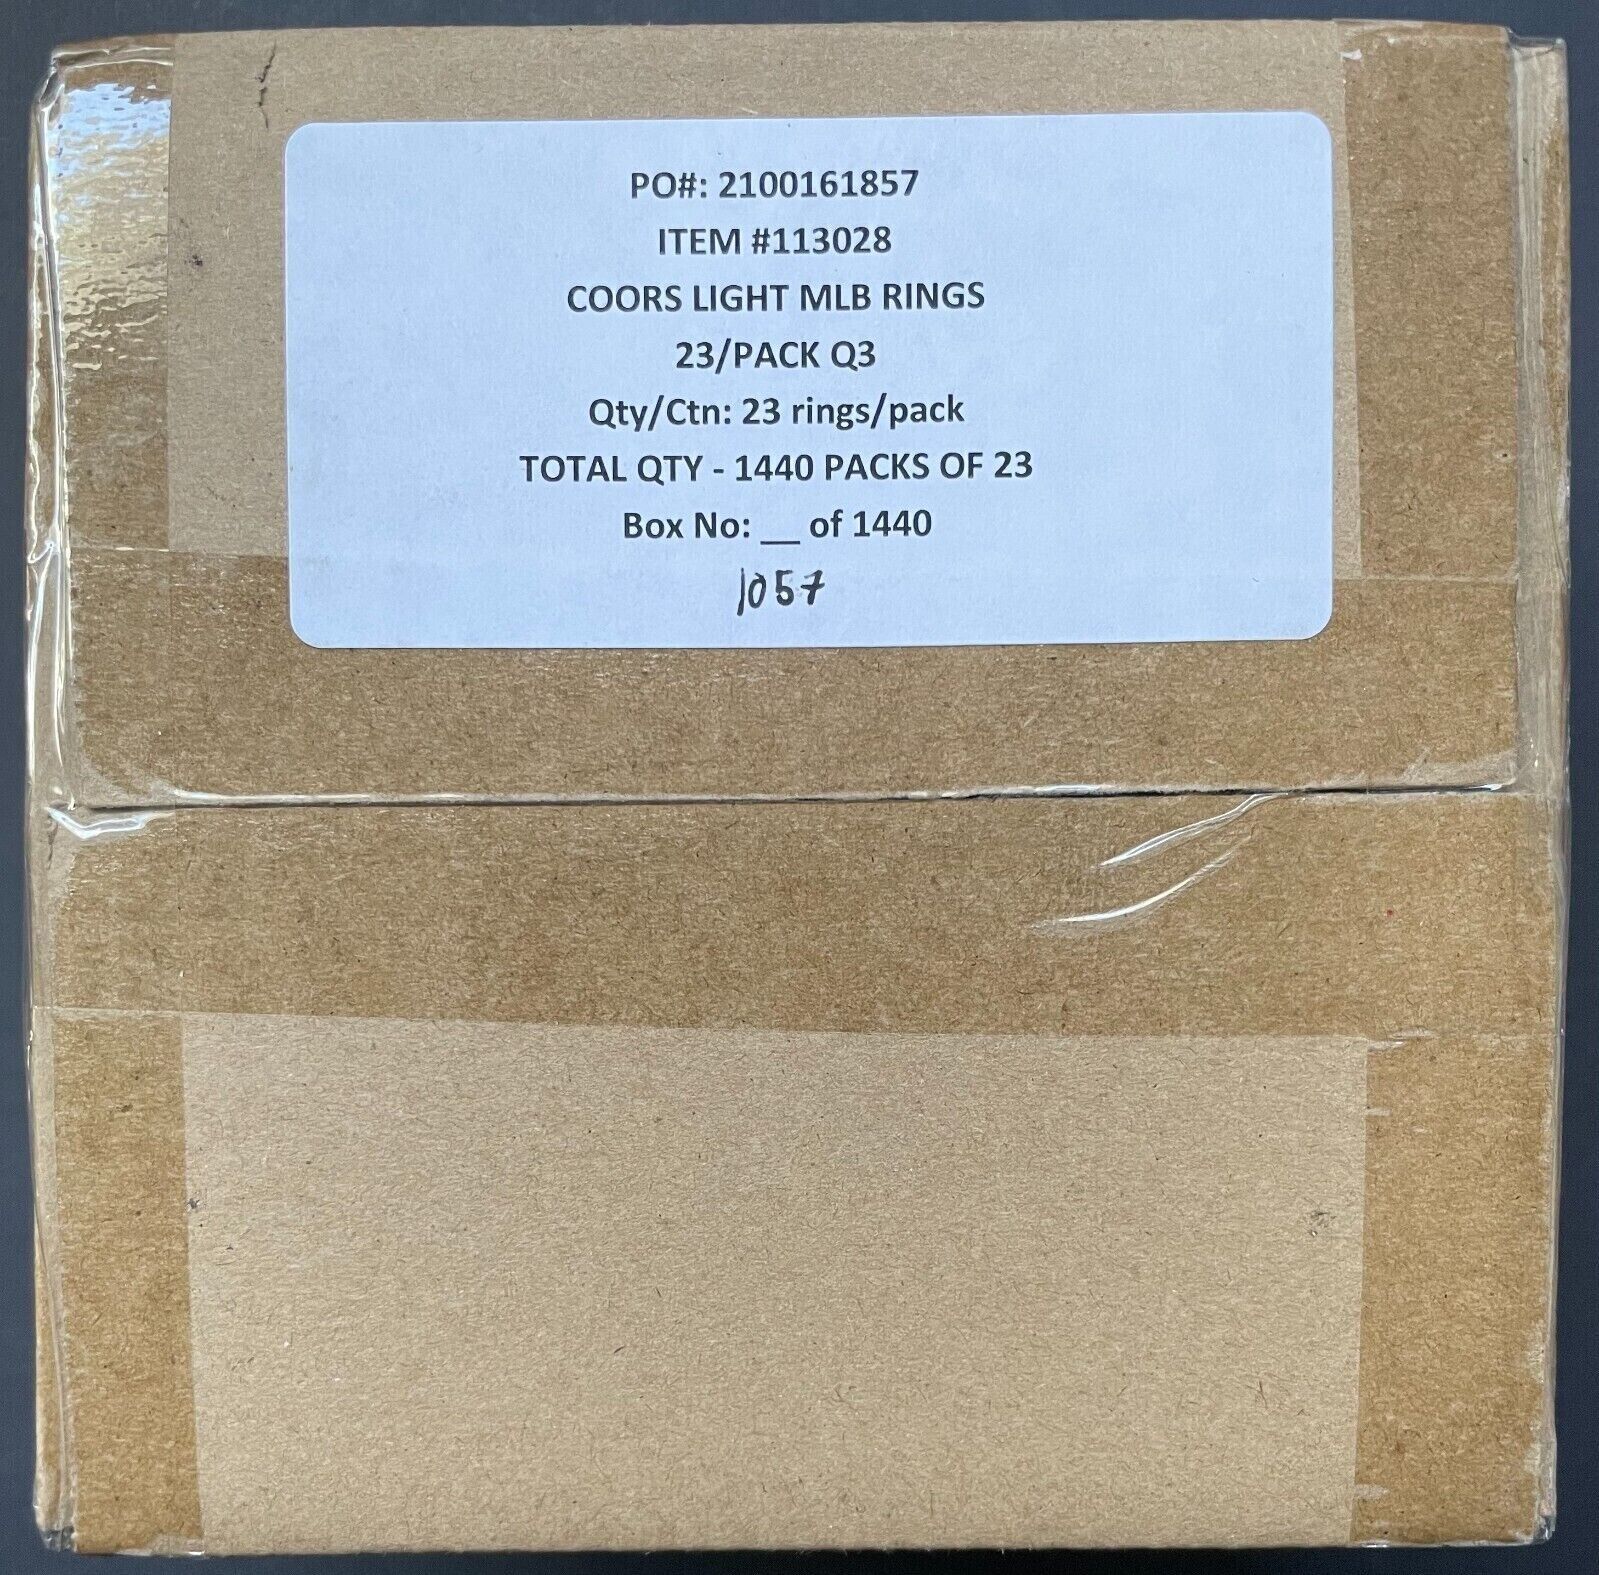 PO#: 2100161857
ITEM #113028
COORS LIGHT MLB RINGS
23/PACK Q3
Qty/Ctn: 23 rings/pack
TOTAL QTY - 1440 PACKS OF 23
Box No: __ of 1440
1057